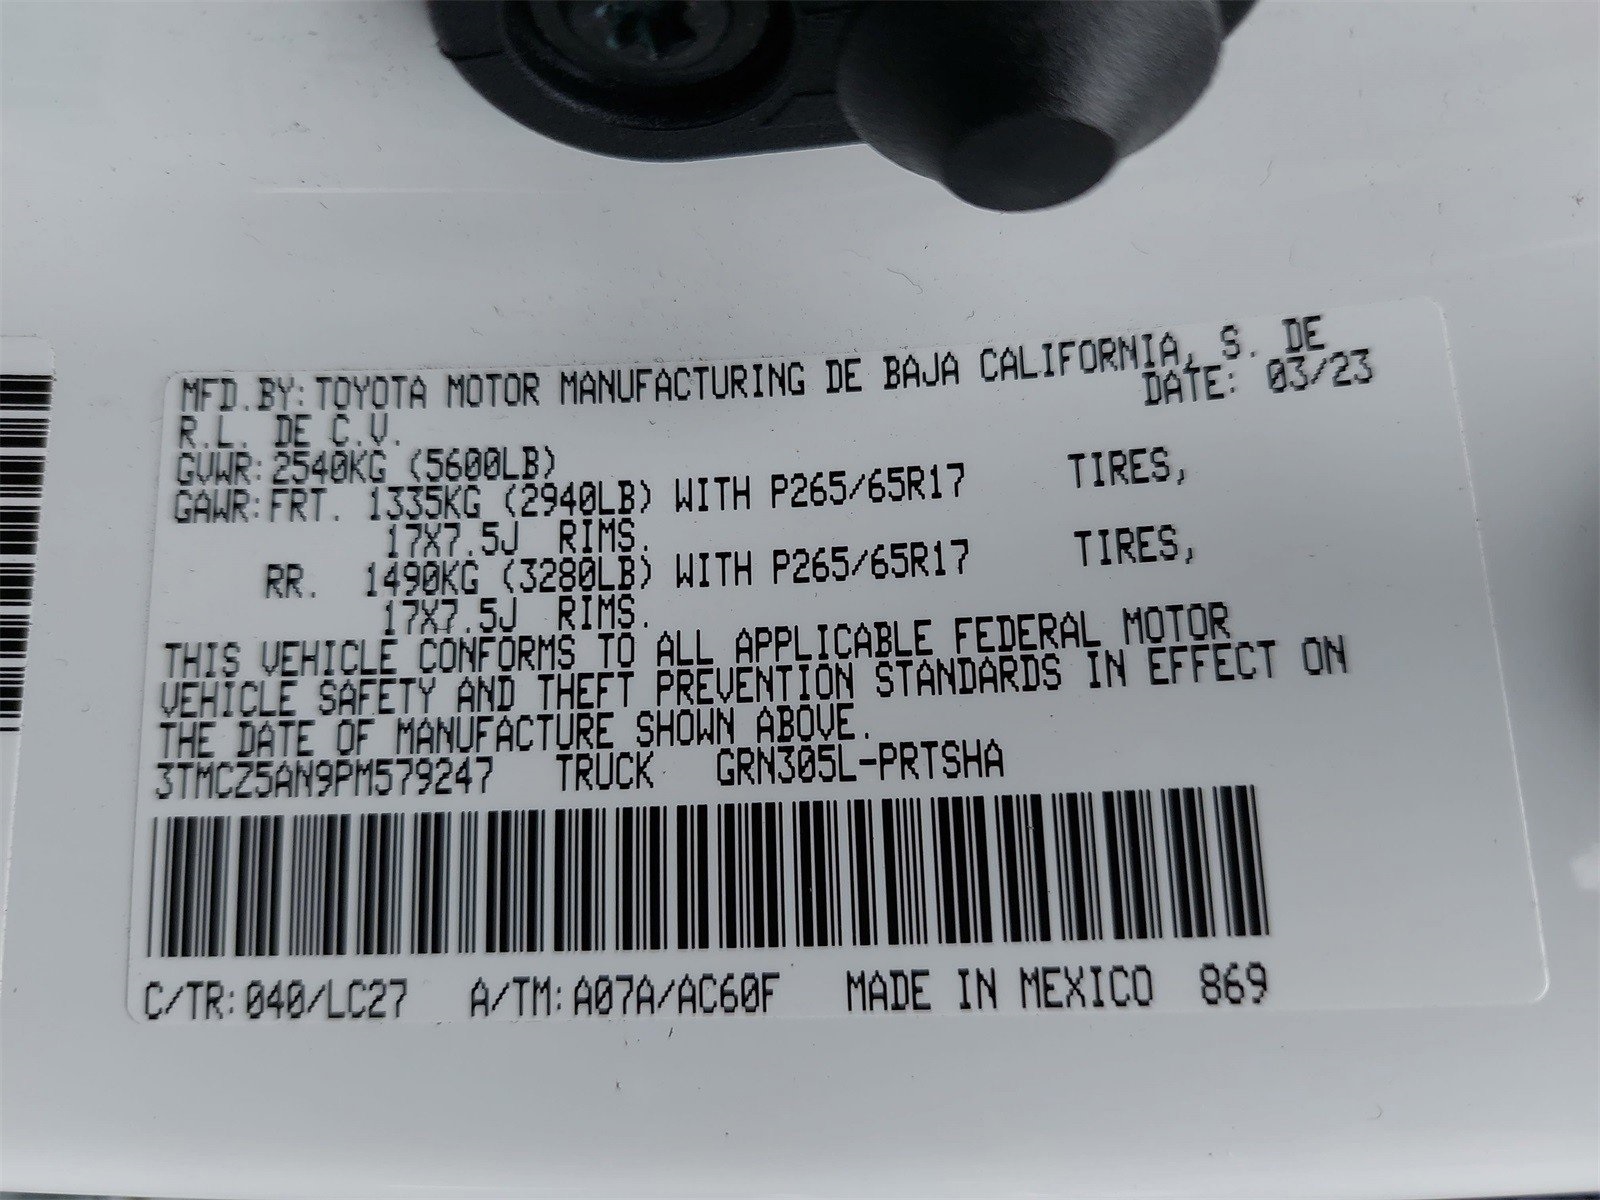 MFD.BY: TOYOTA MOTOR MANUFACTURING DE BAJA CALIFORNIA, S. DE
R.L. DE C.V. DATE: 03/23
GVWR: 2540KG (5600LB)
GAWR: FRT. 1335KG (2940LB) WITH P265/65R17 TIRES,
17X7.5J RIMS.
RR. 1490KG (3280LB) WITH P265/65R17 TIRES,
17X7.5J RIMS.
THIS VEHICLE CONFORMS TO ALL APPLICABLE FEDERAL MOTOR
VEHICLE SAFETY AND THEFT PREVENTION STANDARDS IN EFFECT ON
THE DATE OF MANUFACTURE SHOWN ABOVE.
3TMCZ5AN9PM579247 TRUCK GRN305L-PRTSHA
C/TR: 040/LC27 A/TM: A07A/AC60F MADE IN MEXICO 869